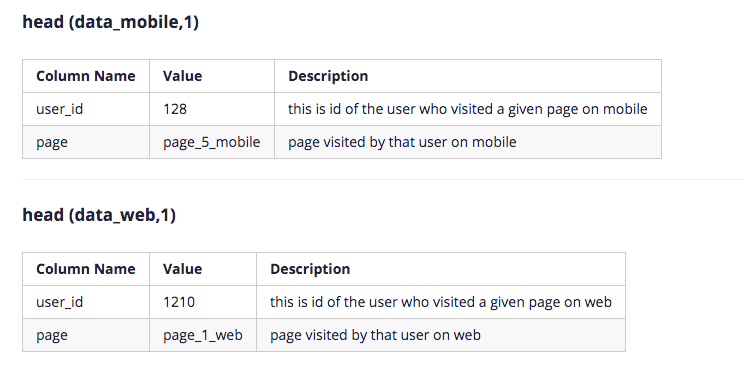 head (data_mobile,1)
Column Name Value Description
user_id 128 this is id of the user who visited a given page on mobile
page page_5_mobile page visited by that user on mobile
head (data_web,1)
Column Name Value Description
user_id 1210 this is id of the user who visited a given page on web
page page_1_web page visited by that user on web